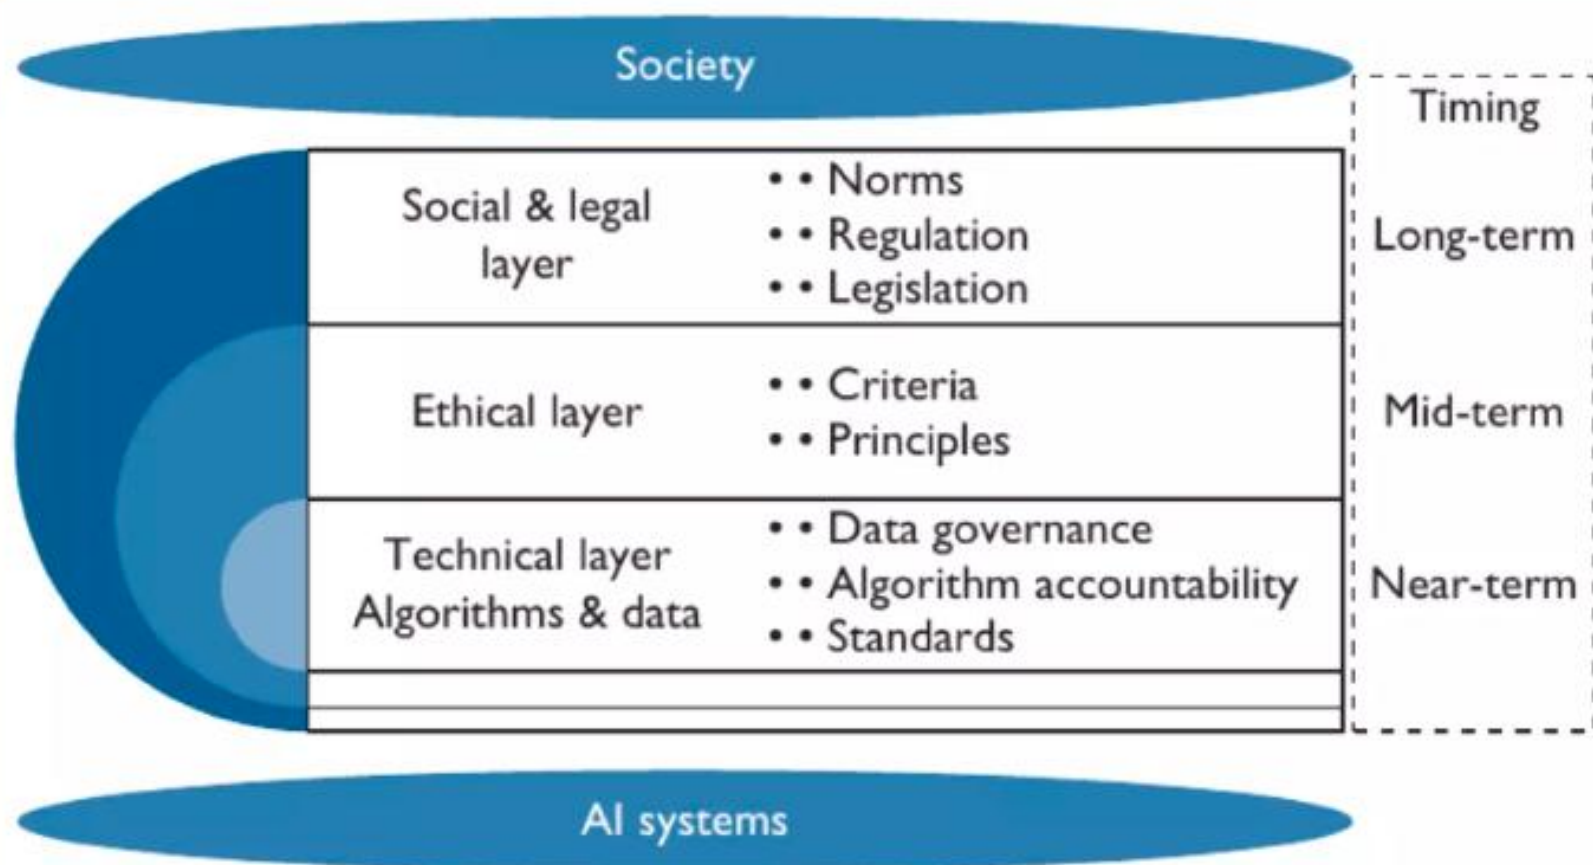 Society
Timing
Social & legal
layer
• • Norms
• • Regulation
• • Legislation
Long-term
Ethical layer
• • Criteria
• • Principles
Mid-term
Technical layer
Algorithms & data
• • Data governance
• • Algorithm accountability
• • Standards
Near-term
AI systems